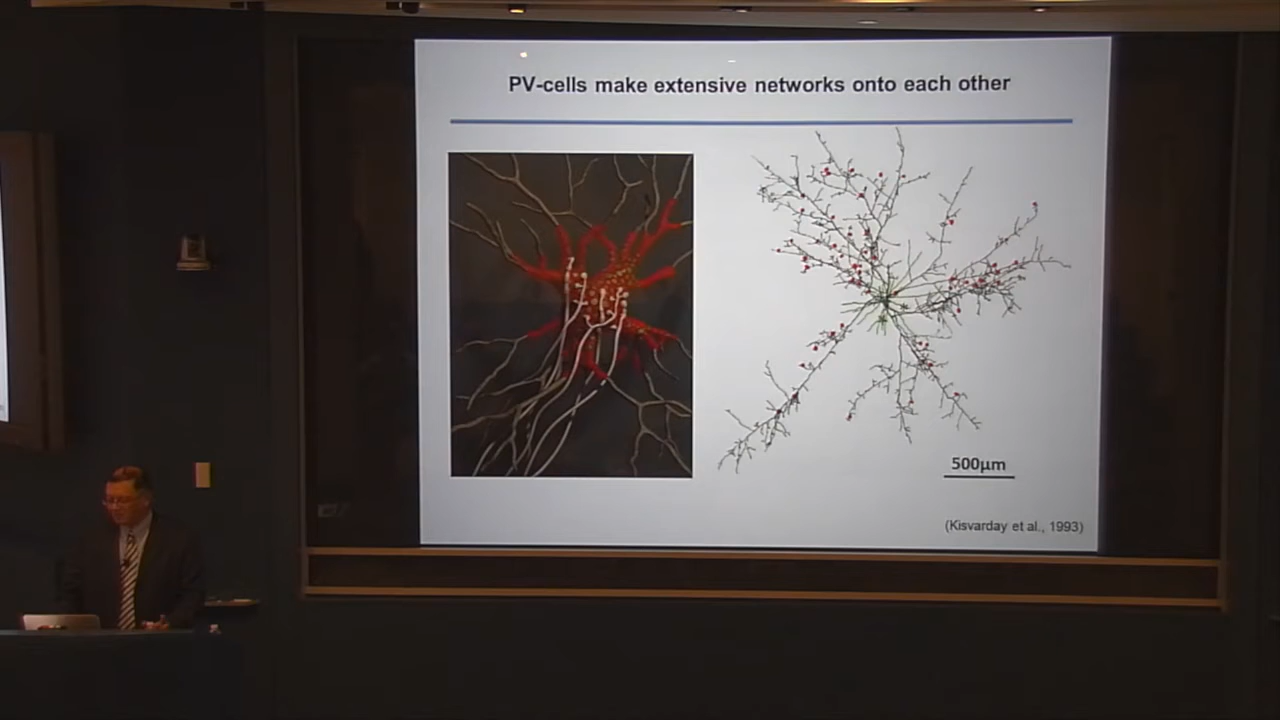 PV-cells make extensive networks onto each other
500µm
(Kisvarday et al., 1993)